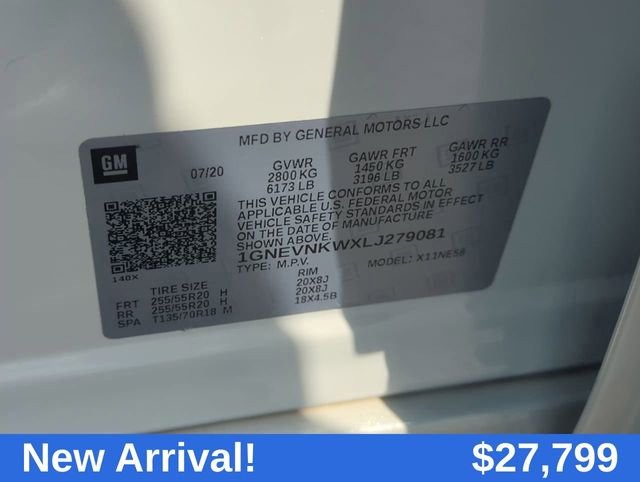 MFD BY GENERAL MOTORS LLC
GM
07/20
GVWR GAWR FRT GAWR RR
2800 KG 1450 KG 1600 KG
6173 LB 3196 LB 3527 LB
THIS VEHICLE CONFORMS TO ALL
APPLICABLE U.S. FEDERAL MOTOR
VEHICLE SAFETY STANDARDS IN EFFECT
ON THE DATE OF MANUFACTURE
SHOWN ABOVE.
1GNEVNKWXLJ279081
TYPE: M.P.V. MODEL: X11NE56
140X
TIRE SIZE RIM
FRT 255/55R20 H 20X8J
RR 255/55R20 H 20X8J
SPA T135/70R18 M 18X4.5B
New Arrival! $27,799